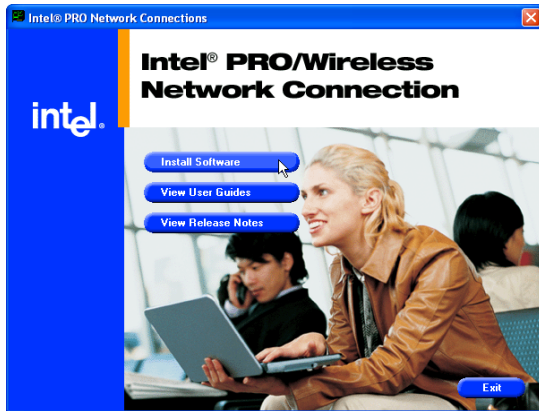 Intel® PRO Network Connections
Intel® PRO/Wireless
Network Connection
intel.
Install Software
View User Guides
View Release Notes
Exit